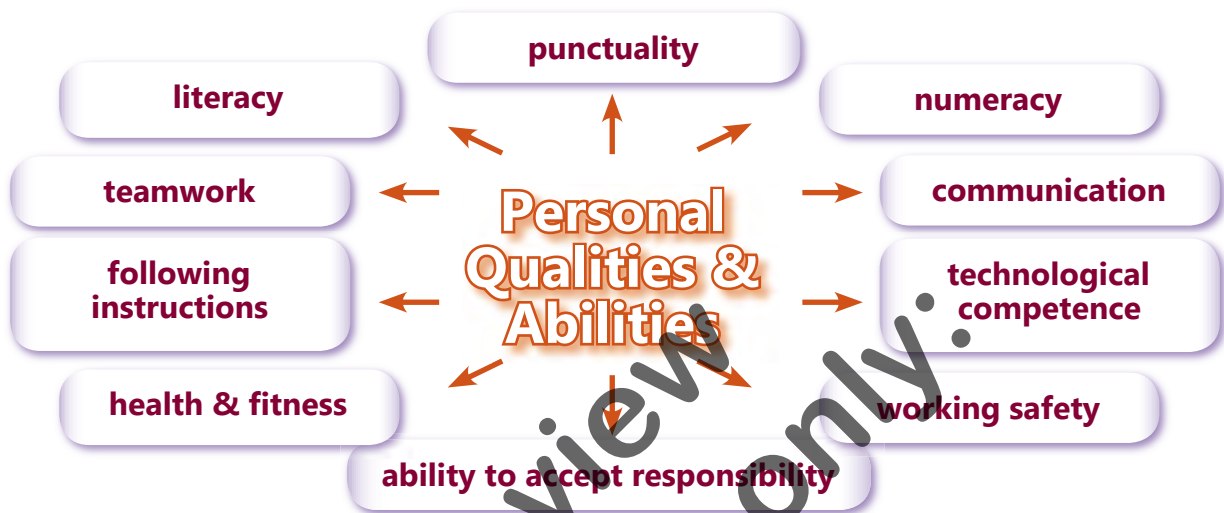 punctuality
literacy
numeracy
teamwork
communication
Personal
Qualities &
Abilities
following
instructions
technological
competence
health & fitness
working safety
ability to accept responsibility
view
only: